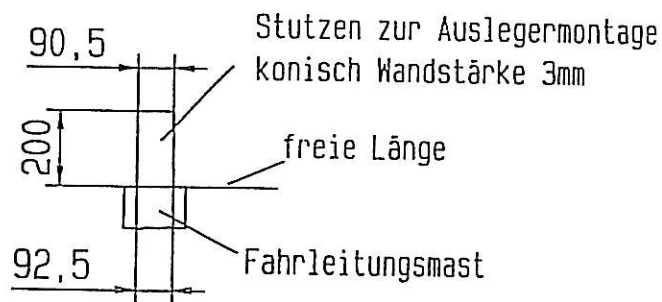 90,5
Stutzen zur Auslegermontage
konisch Wandstärke 3mm
200
freie Länge
Fahrleitungsmast
92,5